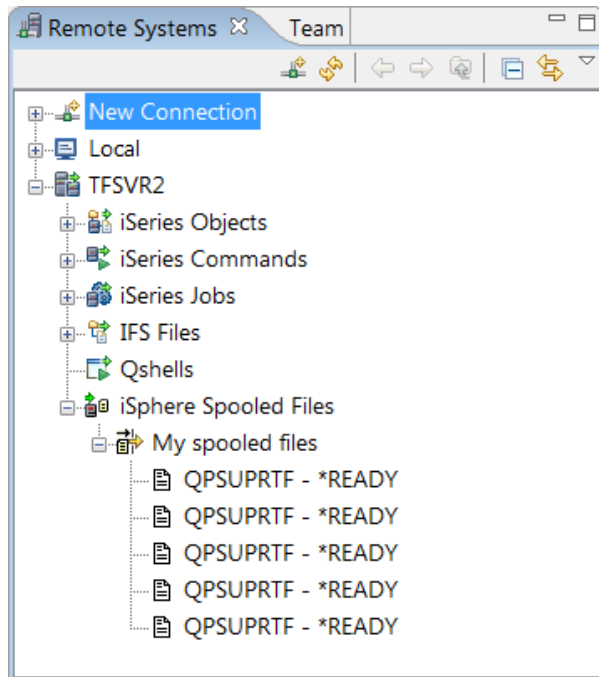 Remote Systems Team
New Connection
Local
TFSVR2
iSeries Objects
iSeries Commands
iSeries Jobs
IFS Files
Qshells
iSphere Spooled Files
My spooled files
QPSUPRTF - *READY
QPSUPRTF - *READY
QPSUPRTF - *READY
QPSUPRTF - *READY
QPSUPRTF - *READY